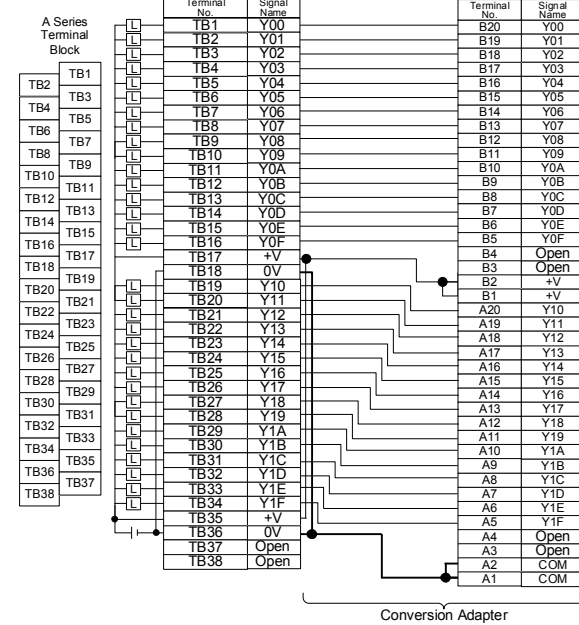 A Series
Terminal
Block
TB1
TB2
TB3
TB4
TB5
TB6
TB7
TB8
TB9
TB10
TB11
TB12
TB13
TB14
TB15
TB16
TB17
TB18
TB19
TB20
TB21
TB22
TB23
TB24
TB25
TB26
TB27
TB28
TB29
TB30
TB31
TB32
TB33
TB34
TB35
TB36
TB37
TB38
Terminal No. Signal Name
L TB1 Y00
L TB2 Y01
L TB3 Y02
L TB4 Y03
L TB5 Y04
L TB6 Y05
L TB7 Y06
L TB8 Y07
L TB9 Y08
L TB10 Y09
L TB11 Y0A
L TB12 Y0B
L TB13 Y0C
L TB14 Y0D
L TB15 Y0E
L TB16 Y0F
TB17 +V
TB18 0V
L TB19 Y10
L TB20 Y11
L TB21 Y12
L TB22 Y13
L TB23 Y14
L TB24 Y15
L TB25 Y16
L TB26 Y17
L TB27 Y18
L TB28 Y19
L TB29 Y1A
L TB30 Y1B
L TB31 Y1C
L TB32 Y1D
L TB33 Y1E
L TB34 Y1F
TB35 +V
TB36 0V
TB37 Open
TB38 Open
Terminal No. Signal Name
B20 Y00
B19 Y01
B18 Y02
B17 Y03
B16 Y04
B15 Y05
B14 Y06
B13 Y07
B12 Y08
B11 Y09
B10 Y0A
B9 Y0B
B8 Y0C
B7 Y0D
B6 Y0E
B5 Y0F
B4 Open
B3 Open
B2 +V
B1 +V
A20 Y10
A19 Y11
A18 Y12
A17 Y13
A16 Y14
A15 Y15
A14 Y16
A13 Y17
A12 Y18
A11 Y19
A10 Y1A
A9 Y1B
A8 Y1C
A7 Y1D
A6 Y1E
A5 Y1F
A4 Open
A3 Open
A2 COM
A1 COM
Conversion Adapter